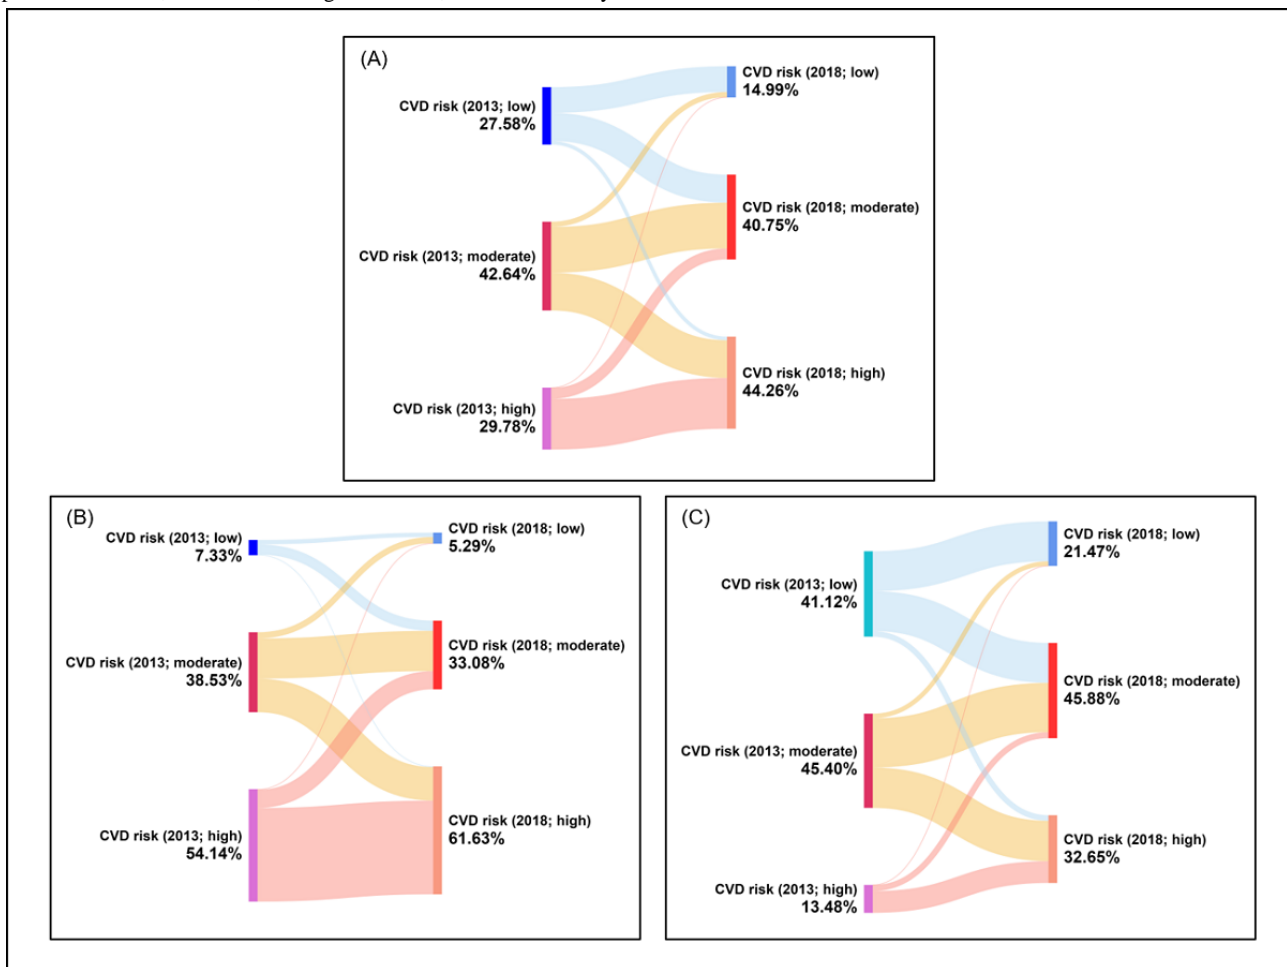 (A)
CVD risk (2013; low)
27.58%
CVD risk (2013; moderate)
42.64%
CVD risk (2013; high)
29.78%
CVD risk (2018; low)
14.99%
CVD risk (2018; moderate)
40.75%
CVD risk (2018; high)
44.26%
(B)
CVD risk (2013; low)
7.33%
CVD risk (2013; moderate)
38.53%
CVD risk (2013; high)
54.14%
CVD risk (2018; low)
5.29%
CVD risk (2018; moderate)
33.08%
CVD risk (2018; high)
61.63%
(C)
CVD risk (2013; low)
41.12%
CVD risk (2013; moderate)
45.40%
CVD risk (2013; high)
13.48%
CVD risk (2018; low)
21.47%
CVD risk (2018; moderate)
45.88%
CVD risk (2018; high)
32.65%